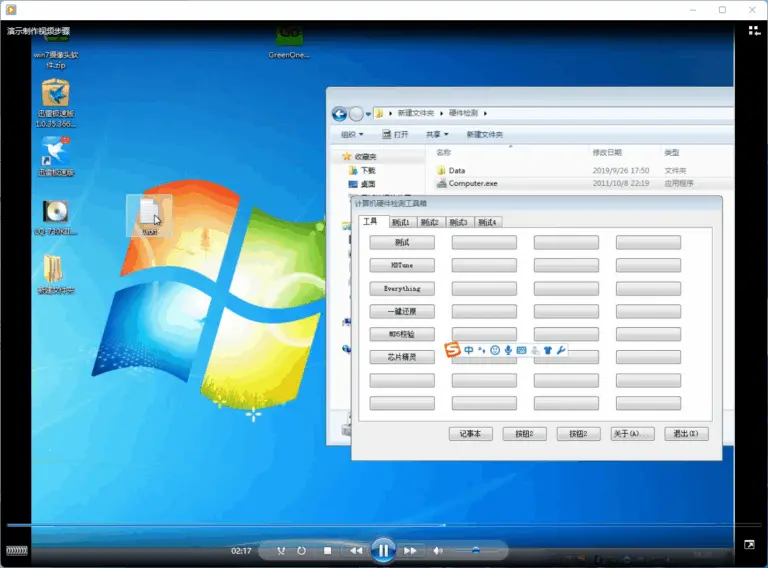 演示制作视频步骤
win7摄像头软
件.zip
GreenOne...
迅雷极速版
1.0.35.366...
迅雷极速版
新建文件夹
新建文件夹 硬件检测
组织 打开 共享 新建文件夹
收藏夹
下载
桌面
名称 修改日期 类型
Data 2019/9/26 17:50 文件夹
Computer.exe 2011/10/8 22:19 应用程序
计算机硬件检测工具箱
工具 测试1 测试2 测试3 测试4
测试
HDTune
Everything
一键还原
MD5校验
芯片精灵
中
记事本 按钮2 按钮2 关于(A)... 退出(X)
02:17